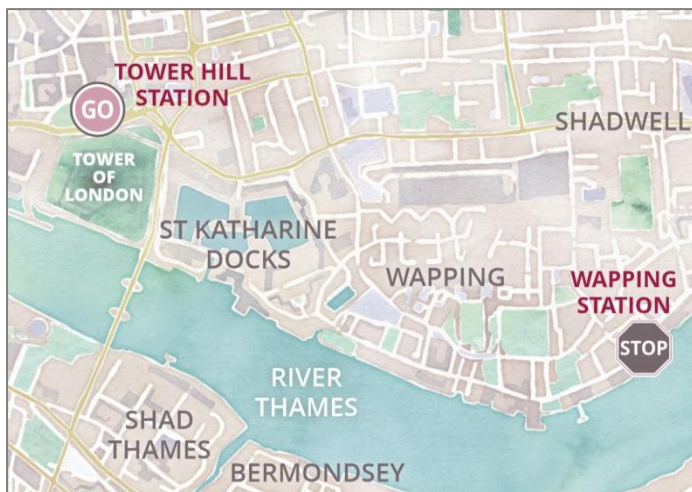 TOWER HILL
STATION
GO
SHADWELL
TOWER
OF
LONDON
ST KATHARINE
DOCKS
WAPPING
WAPPING
STATION
STOP
RIVER
THAMES
SHAD
THAMES
BERMONDSEY